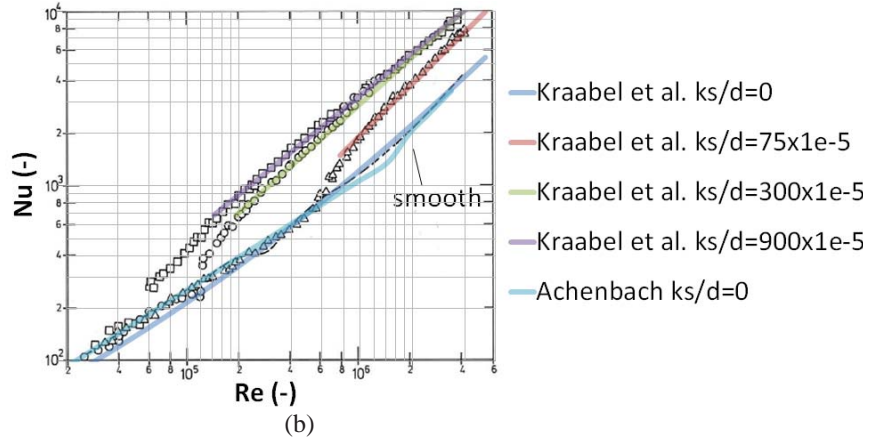 10⁴
8
6
4
2
10³
8
6
4
2
10²
Nu (-)
smooth
2 4 6 8 10⁵ 2 4 6 8 10⁶ 2 4 6
Re (-)
Kraabel et al. ks/d=0
Kraabel et al. ks/d=75x1e-5
Kraabel et al. ks/d=300x1e-5
Kraabel et al. ks/d=900x1e-5
Achenbach ks/d=0
(b)